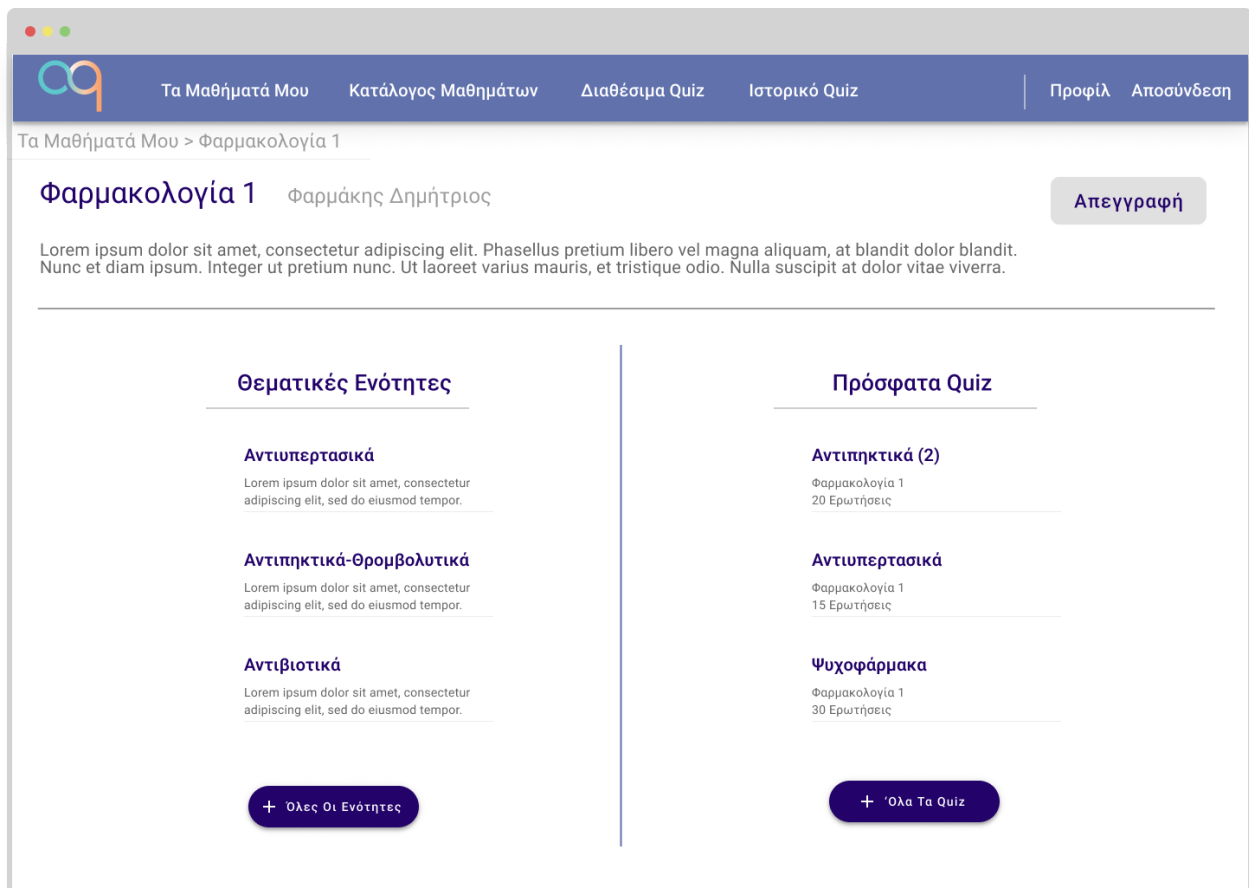 Τα Μαθήματά Μου Κατάλογος Μαθημάτων Διαθέσιμα Quiz Ιστορικό Quiz Προφίλ Αποσύνδεση
Τα Μαθήματά Μου > Φαρμακολογία 1
Φαρμακολογία 1 Φαρμάκης Δημήτριος
Απεγγραφή
Lorem ipsum dolor sit amet, consectetur adipiscing elit. Phasellus pretium libero vel magna aliquam, at blandit dolor blandit.
Nunc et diam ipsum. Integer ut pretium nunc. Ut laoreet varius mauris, et tristique odio. Nulla suscipit at dolor vitae viverra.
Θεματικές Ενότητες
Αντιυπερτασικά
Lorem ipsum dolor sit amet, consectetur
adipiscing elit, sed do eiusmod tempor.
Αντιπηκτικά-Θρομβολυτικά
Lorem ipsum dolor sit amet, consectetur
adipiscing elit, sed do eiusmod tempor.
Αντιβιοτικά
Lorem ipsum dolor sit amet, consectetur
adipiscing elit, sed do eiusmod tempor.
+ Όλες Οι Ενότητες
Πρόσφατα Quiz
Αντιπηκτικά (2)
Φαρμακολογία 1
20 Ερωτήσεις
Αντιυπερτασικά
Φαρμακολογία 1
15 Ερωτήσεις
Ψυχοφάρμακα
Φαρμακολογία 1
30 Ερωτήσεις
+ Όλα Τα Quiz